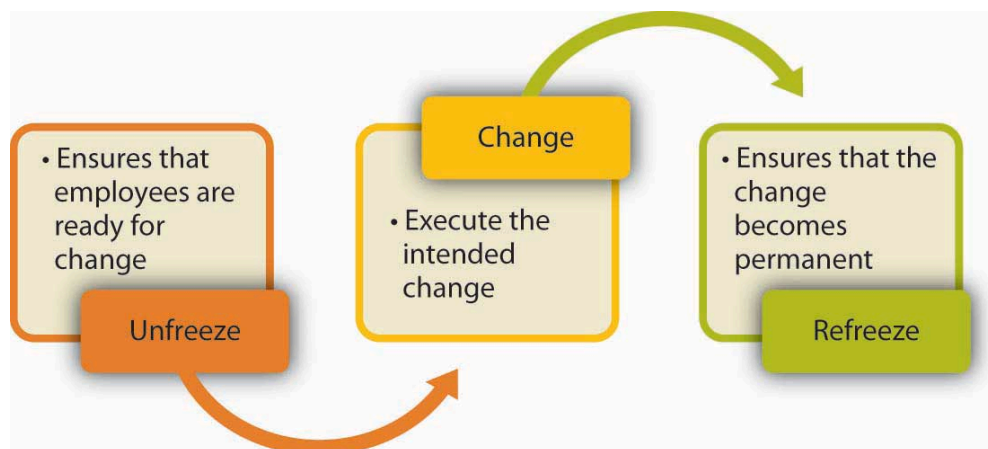 • Ensures that
employees are
ready for
change
Unfreeze
Change
• Execute the
intended
change
• Ensures that the
change
becomes
permanent
Refreeze